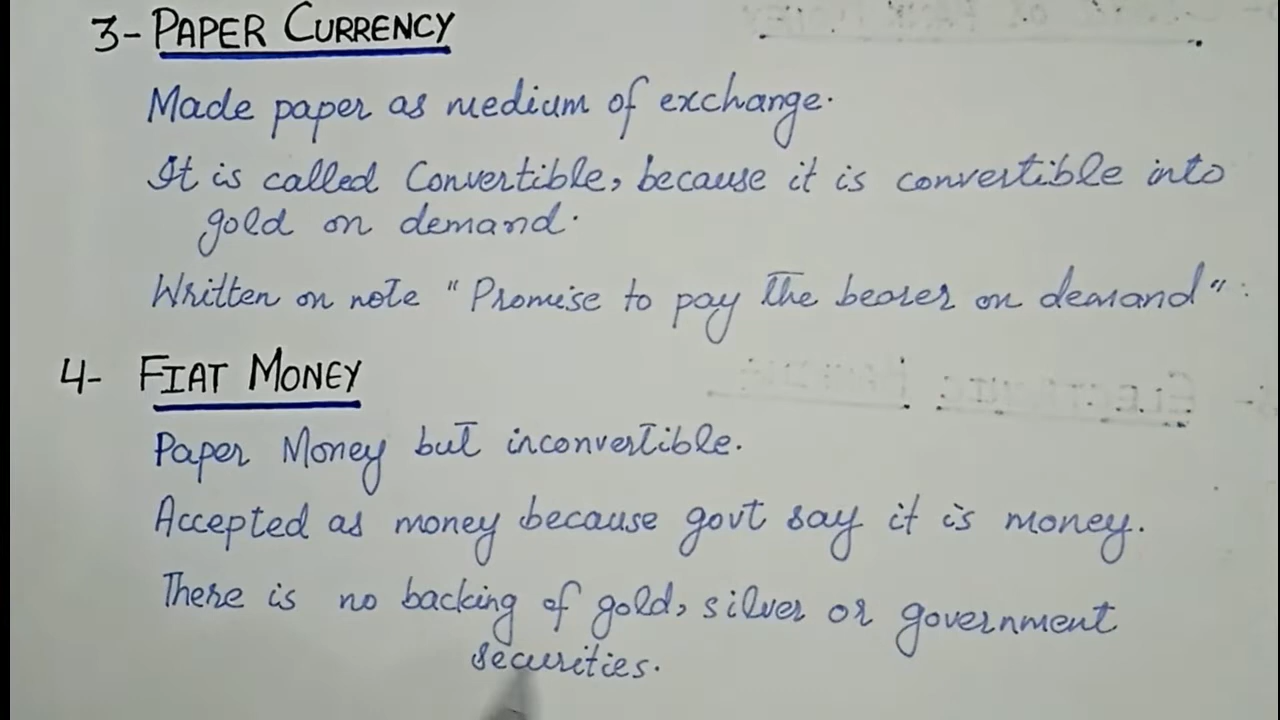 3- PAPER CURRENCY
Made paper as medium of exchange.
It is called Convertible, because it is convertible into
gold on demand.
Written on note "Promise to pay the bearer on demand".
4- FIAT MONEY
Paper Money but inconvertible.
Accepted as money because govt say it is money.
There is no backing of gold, silver or government
securities.